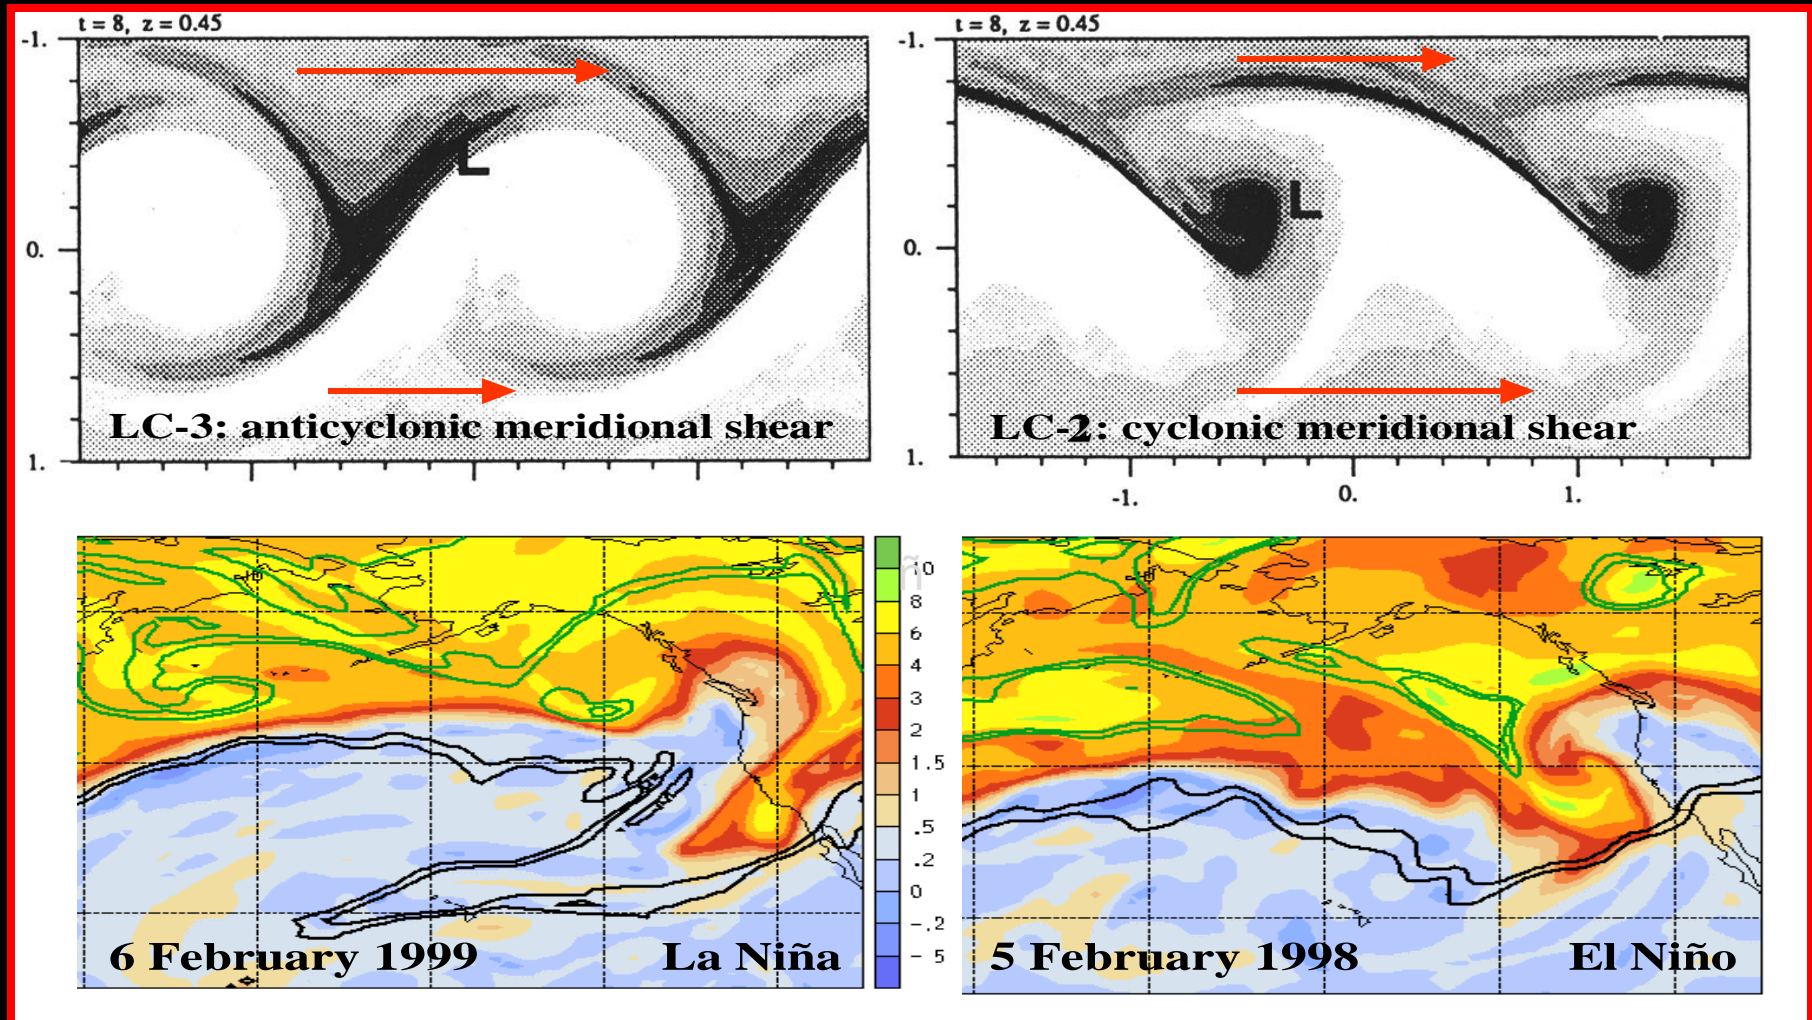 t = 8, z = 0.45
-1.
0.
1.
L
LC-3: anticyclonic meridional shear
t = 8, z = 0.45
-1.
0.
1.
L
LC-2: cyclonic meridional shear
-1. 0. 1.
6 February 1999 La Niña
10
8
6
4
3
2
1.5
1
.5
.2
0
-.2
- 5
ñ
5 February 1998 El Niño